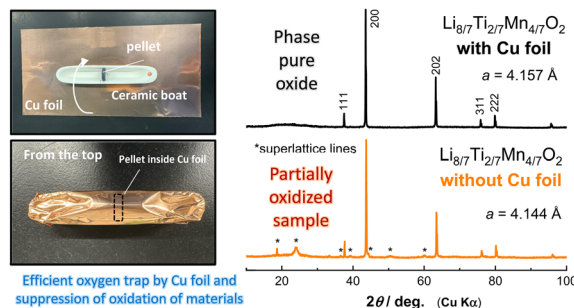 pellet
Cu foil
Ceramic boat
From the top
Pellet inside Cu foil
Efficient oxygen trap by Cu foil and
suppression of oxidation of materials
Phase
pure
oxide
Li8/7Ti2/7Mn4/7O2
with Cu foil
a = 4.157 Å
111
200
202
311
222
*superlattice lines
Partially
oxidized
sample
Li8/7Ti2/7Mn4/7O2
without Cu foil
a = 4.144 Å
* * * * * * *
10 20 30 40 50 60 70 80 90 100
2θ / deg. (Cu Kα)